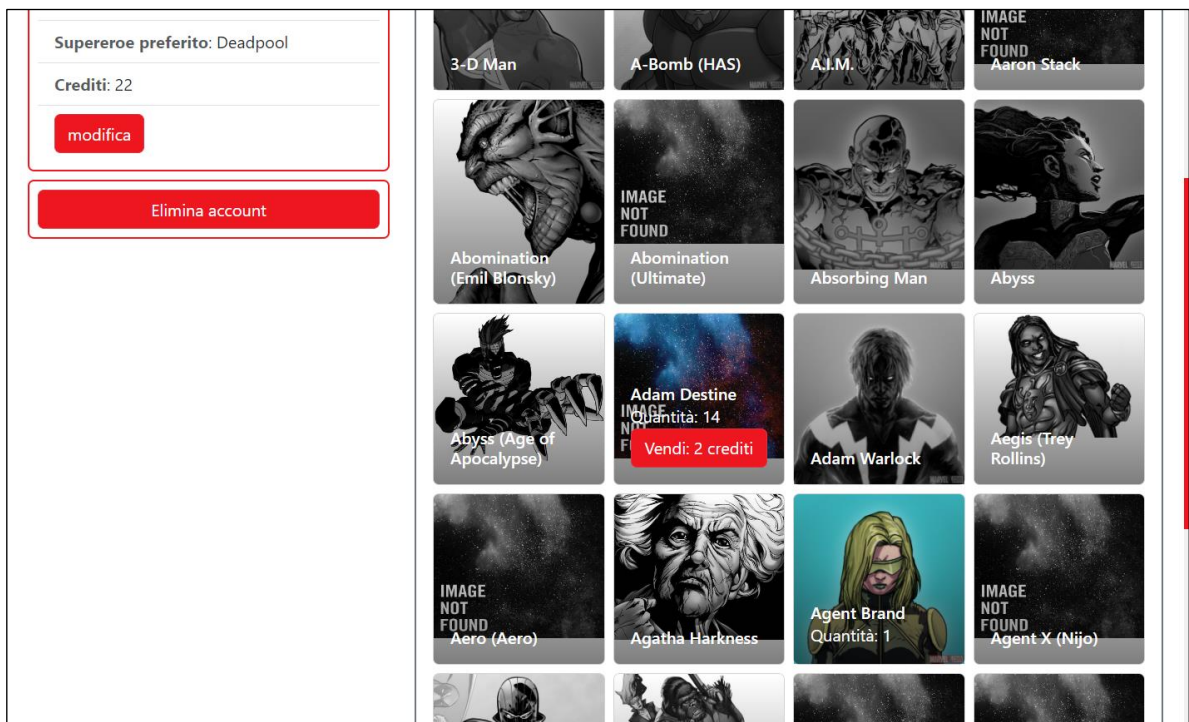 Supereroe preferito: Deadpool
Crediti: 22
modifica
Elimina account
IMAGE
NOT
FOUND
3-D Man
A-Bomb (HAS)
A.I.M.
Aaron Stack
IMAGE
NOT
FOUND
Abomination
(Emil Blonsky)
Abomination
(Ultimate)
Absorbing Man
Abyss
Abyss (Age of
Apocalypse)
Adam Destine
Quantità: 14
Vendi: 2 crediti
Adam Warlock
Aegis (Trey
Rollins)
IMAGE
NOT
FOUND
Aero (Aero)
Agatha Harkness
Agent Brand
Quantità: 1
IMAGE
NOT
FOUND
Agent X (Nijo)